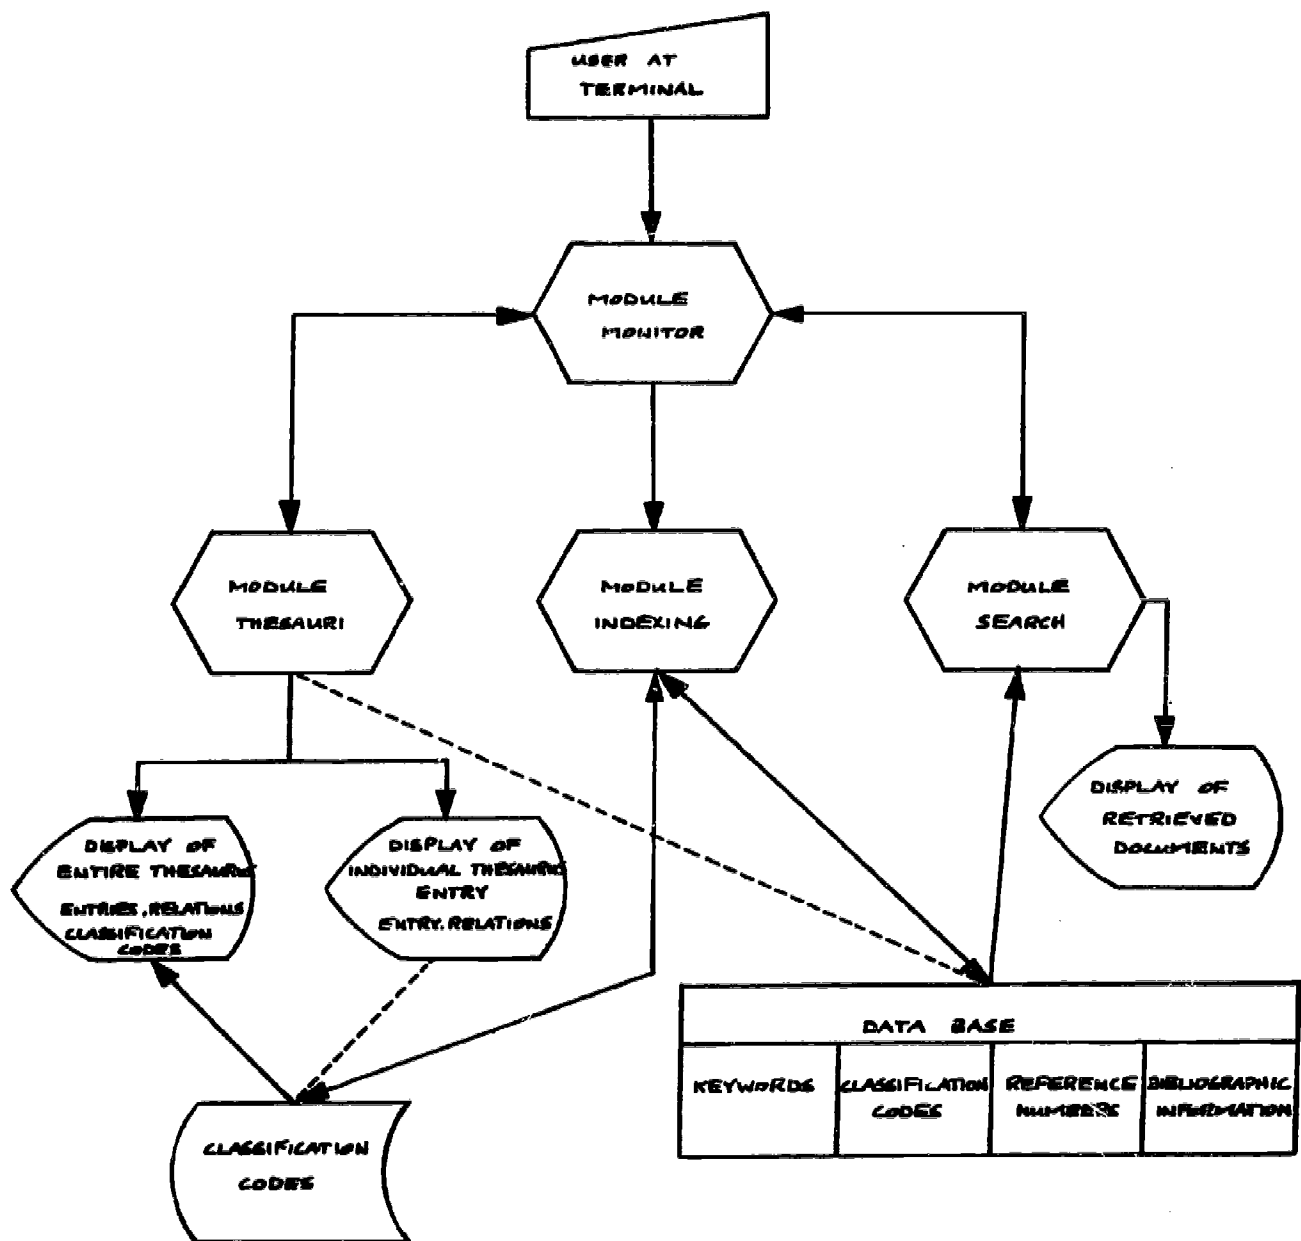 USER AT
TERMINAL
MODULE
MONITOR
MODULE
THESAURI
MODULE
INDEXING
MODULE
SEARCH
DISPLAY OF
ENTIRE THESAURUS
ENTRIES, RELATIONS
CLASSIFICATION
CODES
DISPLAY OF
INDIVIDUAL THESAURUS
ENTRY
ENTRY, RELATIONS
DISPLAY OF
RETRIEVED
DOCUMENTS
CLASSIFICATION
CODES
DATA BASE
KEYWORDS
CLASSIFICATION
CODES
REFERENCE
NUMBERS
BIBLIOGRAPHIC
INFORMATION